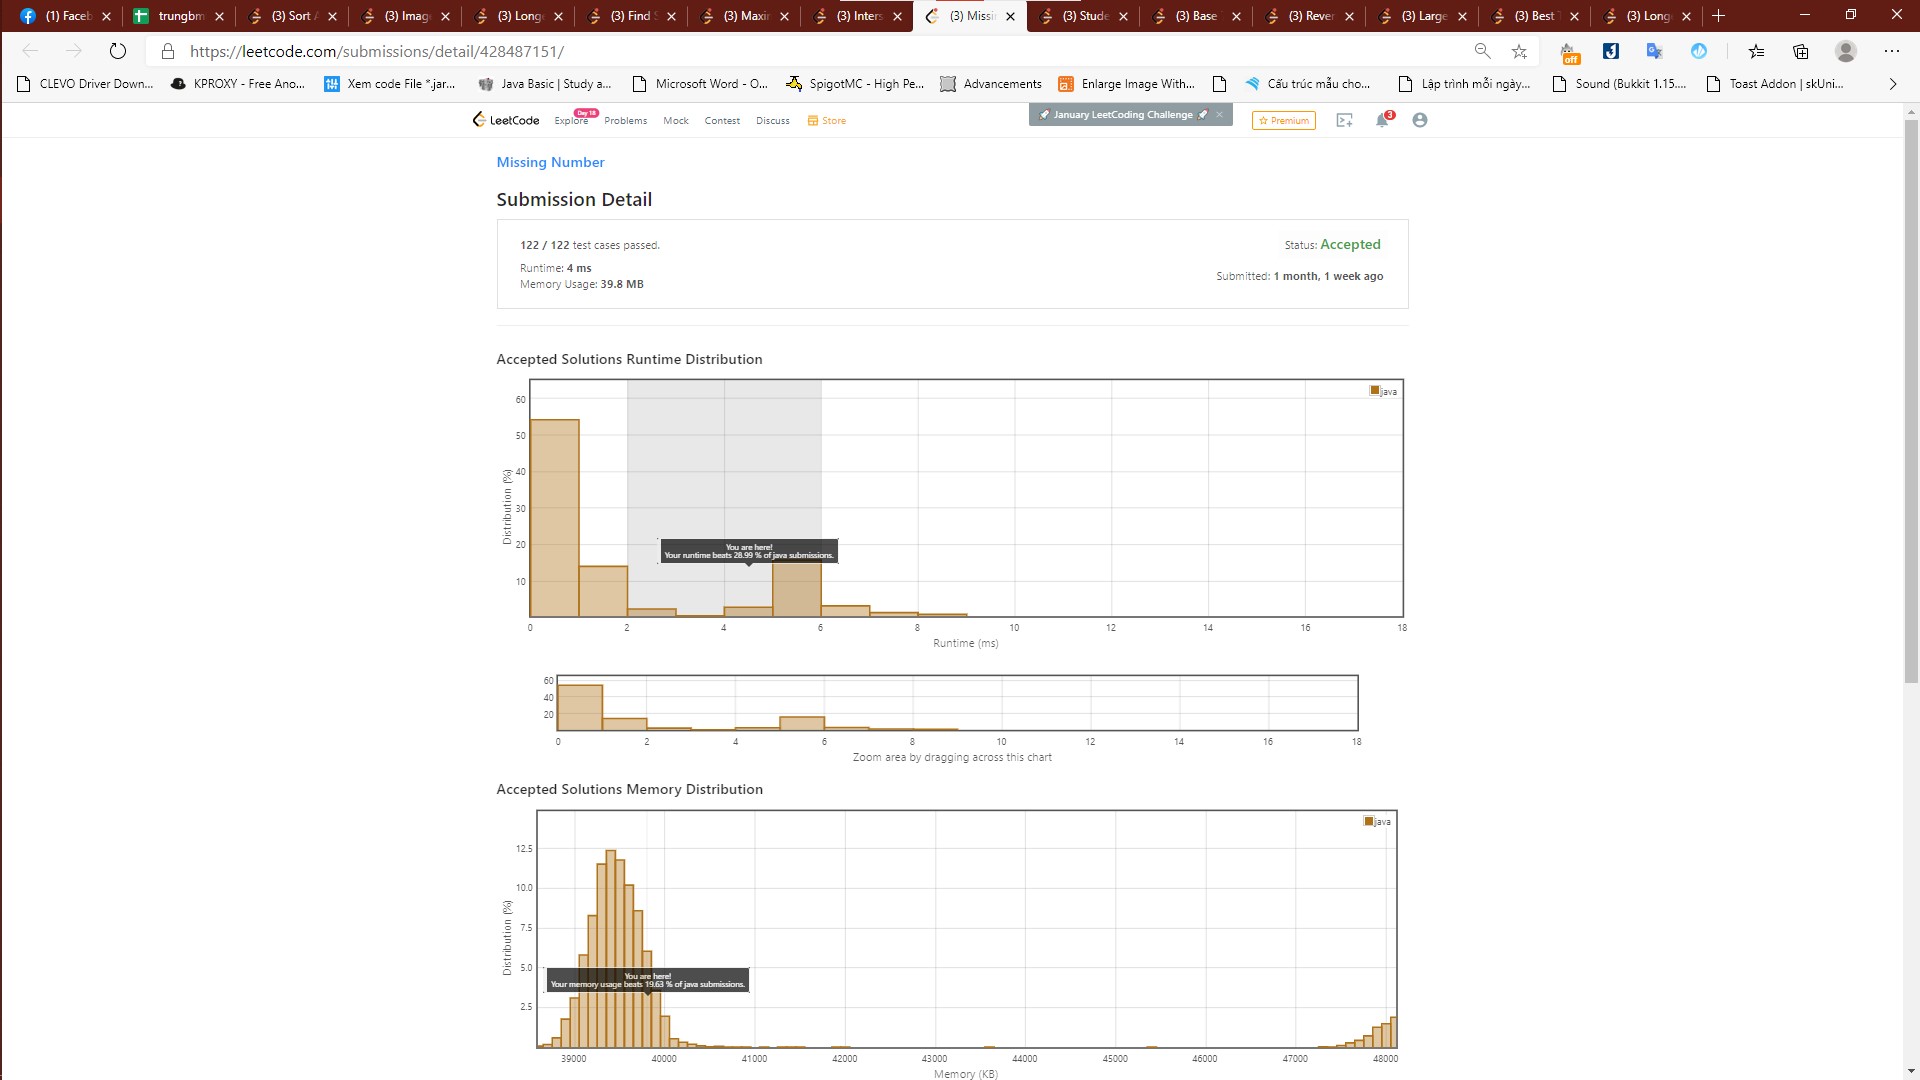 (1) Faceb
trungbm
(3) Sort A
(3) Imag
(3) Long
(3) Find S
(3) Maxi
(3) Inters
(3) Missi
(3) Stude
(3) Base
(3) Rever
(3) Large
(3) Best T
(3) Long
https://leetcode.com/submissions/detail/428487151/
off
CLEVO Driver Down...
KPROXY - Free Ano...
Xem code File *.jar...
Java Basic | Study a...
Microsoft Word - O...
SpigotMC - High Pe...
Advancements
Enlarge Image With...
Cấu trúc mẫu cho...
Lập trình mỗi ngày...
Sound (Bukkit 1.15....
Toast Addon | skUni...
LeetCode
Explore
Day 18
Problems
Mock
Contest
Discuss
Store
January LeetCoding Challenge
Premium
3
Missing Number
Submission Detail
122 / 122 test cases passed.
Status: Accepted
Runtime: 4 ms
Submitted: 1 month, 1 week ago
Memory Usage: 39.8 MB
Accepted Solutions Runtime Distribution
java
60
50
40
30
20
10
Distribution (%)
You are here!
Your runtime beats 28.99 % of java submissions.
0 2 4 6 8 10 12 14 16 18
Runtime (ms)
60
40
20
0 2 4 6 8 10 12 14 16 18
Zoom area by dragging across this chart
Accepted Solutions Memory Distribution
java
12.5
10.0
7.5
5.0
2.5
Distribution (%)
You are here!
Your memory usage beats 19.63 % of java submissions.
39000 40000 41000 42000 43000 44000 45000 46000 47000 48000
Memory (KB)